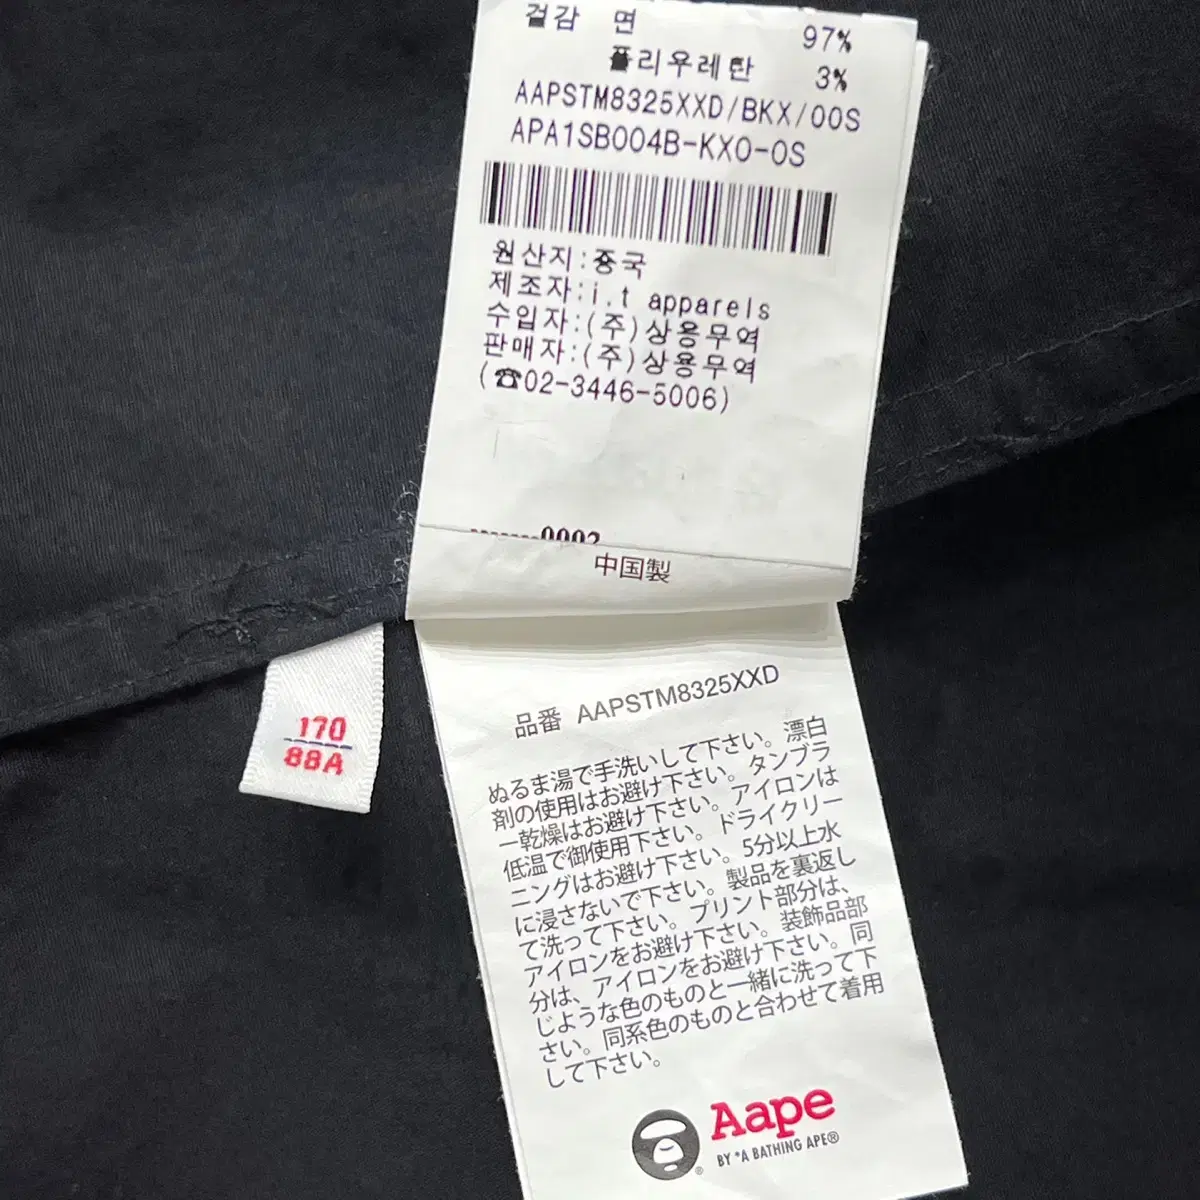 겉감 면 97%
폴리우레탄 3%
AAPSTM8325XXD/BKX/00S
APA1SB004B-KX0-0S
원산지:중국
제조자:i.t apparels
수입자:(주)상용무역
판매자:(주)상용무역
(☎02-3446-5006)
0002
中国製
170
88A
品番 AAPSTM8325XXD
ぬるま湯で手洗いして下さい。漂白
剤の使用はお避け下さい。タンブラ
ー乾燥はお避け下さい。アイロンは
低温で御使用下さい。ドライクリー
ニングはお避け下さい。5分以上水
に浸さないで下さい。製品を裏返し
て洗って下さい。プリント部分は、
アイロンをお避け下さい。装飾品部
分は、アイロンをお避け下さい。同
じような色のものと一緒に洗って下
さい。同系色のものと合わせて着用
して下さい。
Aape
BY *A BATHING APE®